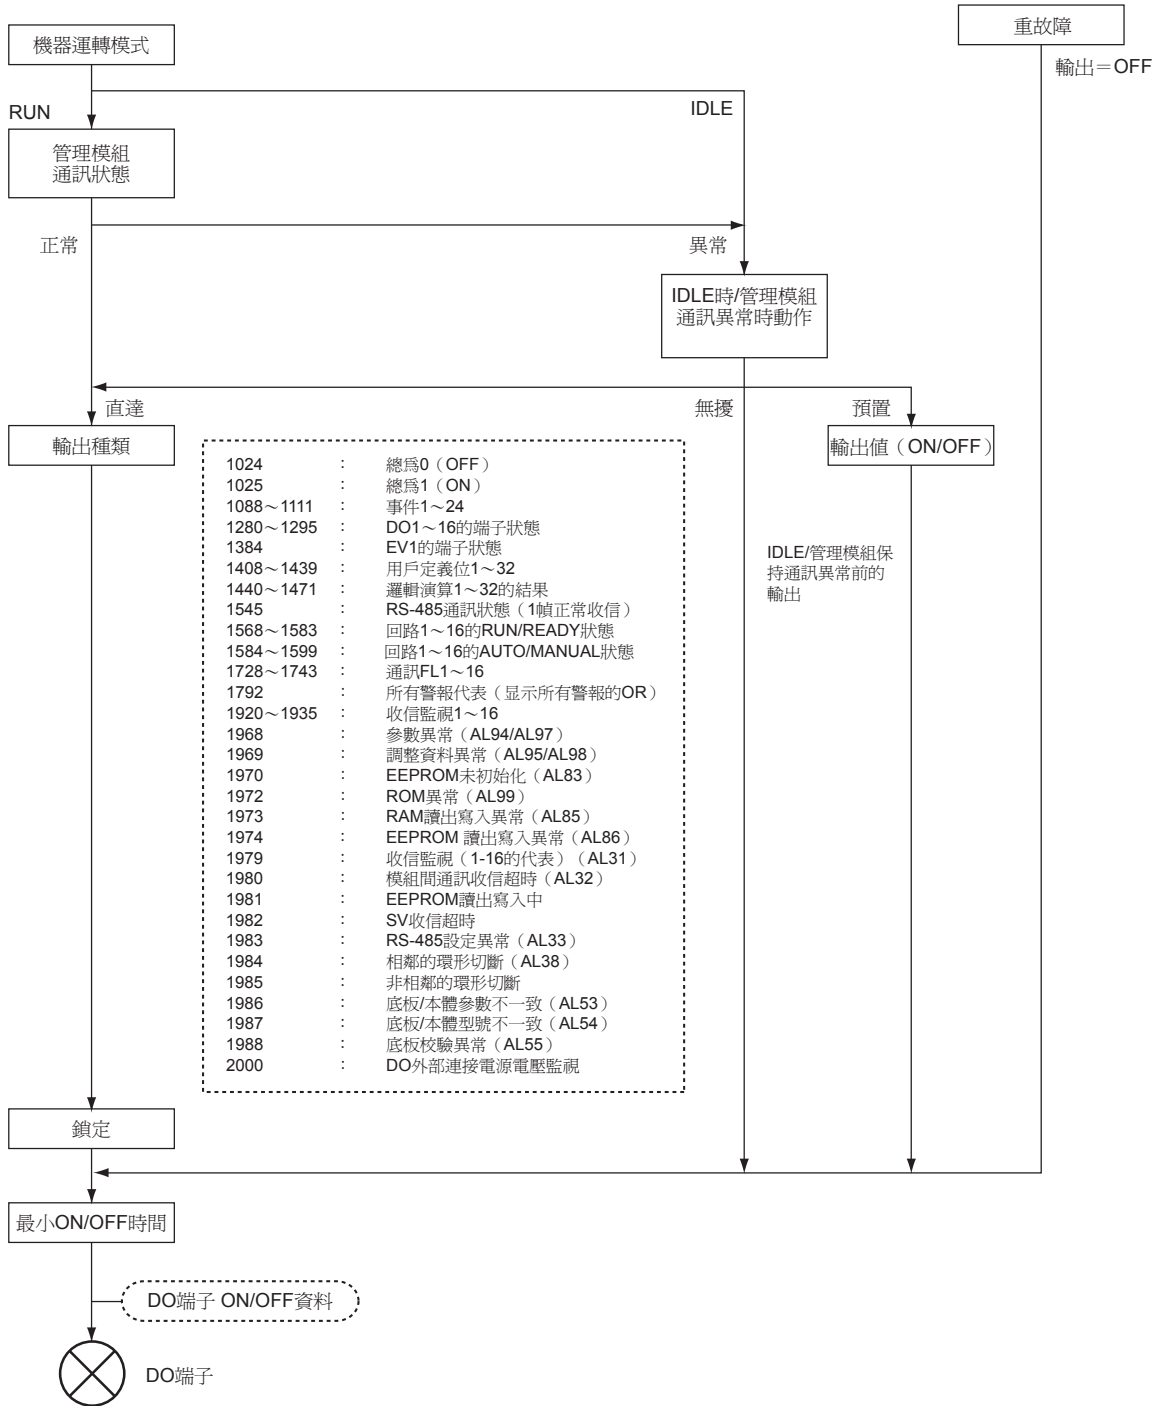 機器運轉模式
重故障
輸出＝OFF
RUN
IDLE
管理模組
通訊狀態
正常
異常
IDLE時/管理模組
通訊異常時動作
直達
無擾
預置
輸出種類
輸出值（ON/OFF）
1024 : 總爲0（OFF）
1025 : 總爲1（ON）
1088～1111 : 事件1～24
1280～1295 : DO1～16的端子狀態
1384 : EV1的端子狀態
1408～1439 : 用戶定義位1～32
1440～1471 : 邏輯演算1～32的結果
1545 : RS-485通訊狀態（1幀正常收信）
1568～1583 : 回路1～16的RUN/READY狀態
1584～1599 : 回路1～16的AUTO/MANUAL狀態
1728～1743 : 通訊FL1～16
1792 : 所有警報代表（显示所有警報的OR）
1920～1935 : 收信監視1～16
1968 : 參數異常（AL94/AL97）
1969 : 調整資料異常（AL95/AL98）
1970 : EEPROM未初始化（AL83）
1972 : ROM異常（AL99）
1973 : RAM讀出寫入異常（AL85）
1974 : EEPROM 讀出寫入異常（AL86）
1979 : 收信監視（1-16的代表）（AL31）
1980 : 模組間通訊收信超時（AL32）
1981 : EEPROM讀出寫入中
1982 : SV收信超時
1983 : RS-485設定異常（AL33）
1984 : 相鄰的環形切斷（AL38）
1985 : 非相鄰的環形切斷
1986 : 底板/本體參數不一致（AL53）
1987 : 底板/本體型號不一致（AL54）
1988 : 底板校驗異常（AL55）
2000 : DO外部連接電源電壓監視
IDLE/管理模組保
持通訊異常前的
輸出
鎖定
最小ON/OFF時間
DO端子 ON/OFF資料
DO端子